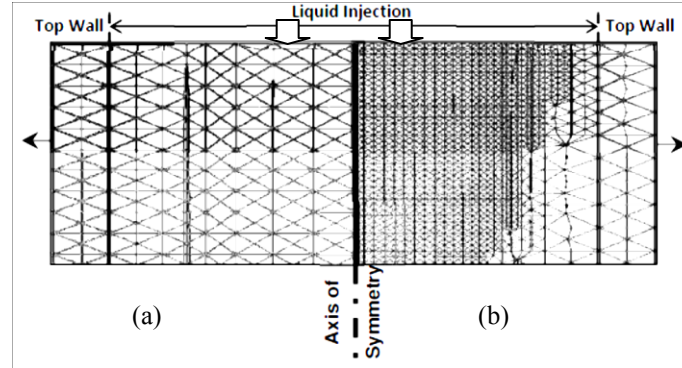 Liquid Injection
Top Wall
Top Wall
(a)
Axis of
Symmetry
(b)